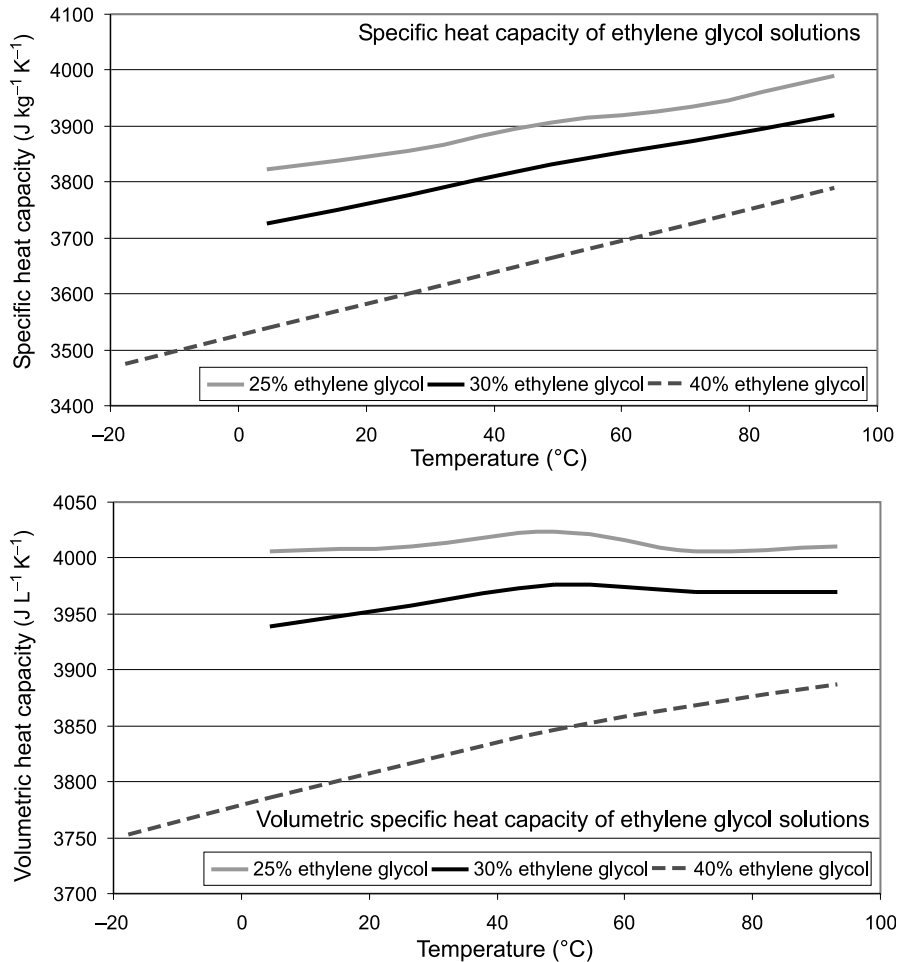 Specific heat capacity of ethylene glycol solutions
Specific heat capacity (J kg⁻¹ K⁻¹)
4100
4000
3900
3800
3700
3600
3500
3400
25% ethylene glycol 30% ethylene glycol 40% ethylene glycol
–20 0 20 40 60 80 100
Temperature (°C)
Volumetric heat capacity (J L⁻¹ K⁻¹)
4050
4000
3950
3900
3850
3800
3750
3700
Volumetric specific heat capacity of ethylene glycol solutions
25% ethylene glycol 30% ethylene glycol 40% ethylene glycol
–20 0 20 40 60 80 100
Temperature (°C)